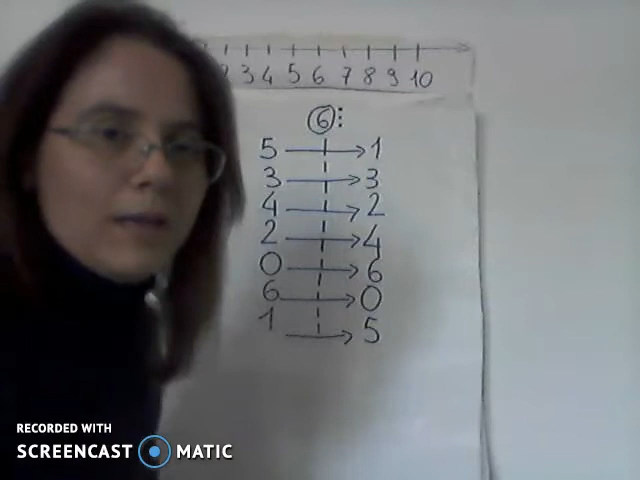 2 3 4 5 6 7 8 9 10
6:
5 → 1
3 → 3
4 → 2
2 → 4
0 → 6
6 → 0
1 → 5
RECORDED WITH
SCREENCAST MATIC